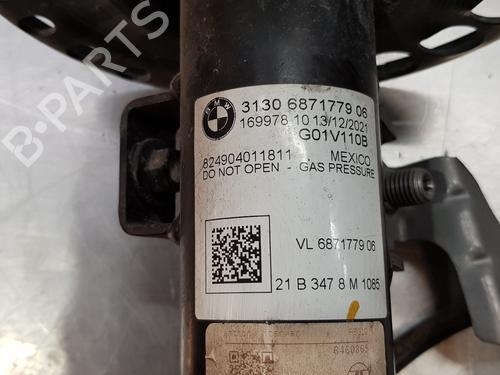 BMW
3130 6871779 06
169978 10 13/12/2021
G01V110B
824904011811 MEXICO
DO NOT OPEN - GAS PRESSURE
VL 6871779 06
21 B 347 8 M 1085
B-Parts